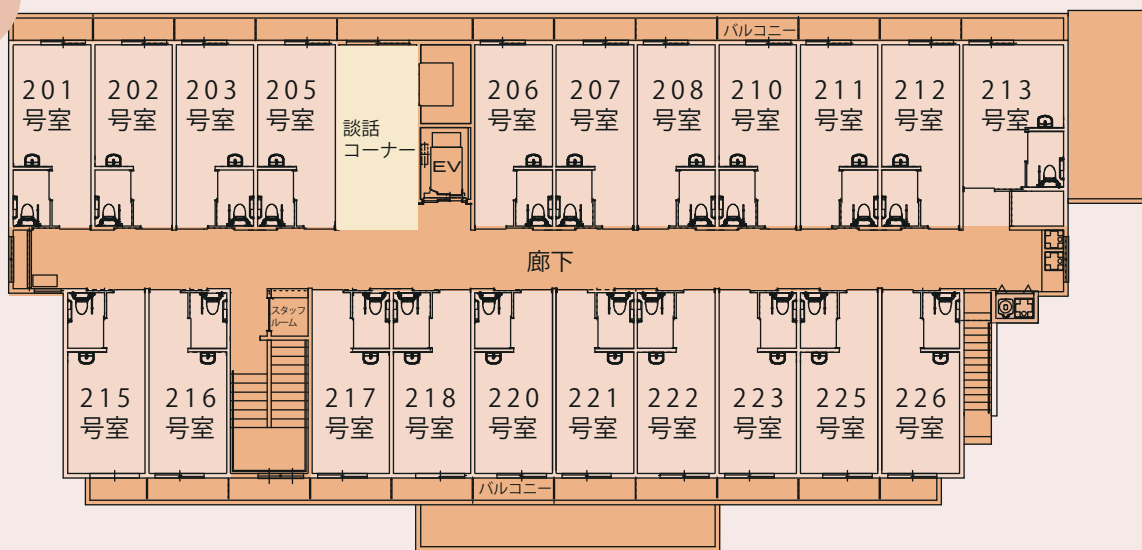 バルコニー
201
号室
202
号室
203
号室
205
号室
談話
コーナー
EV
206
号室
207
号室
208
号室
210
号室
211
号室
212
号室
213
号室
廊下
スタッフ
ルーム
215
号室
216
号室
217
号室
218
号室
220
号室
221
号室
222
号室
223
号室
225
号室
226
号室
バルコニー